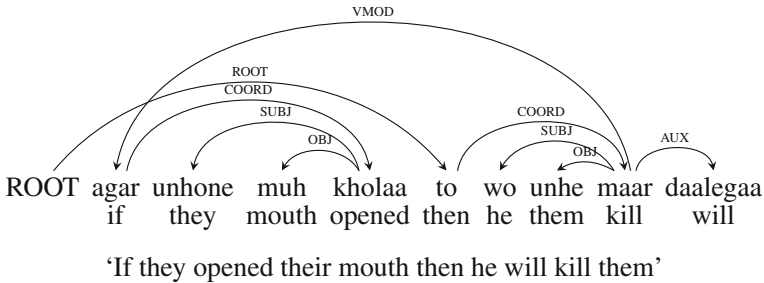 VMOD
ROOT
COORD COORD
SUBJ SUBJ
OBJ OBJ AUX
ROOT agar unhone muh kholaa to wo unhe maar daalegaa
if they mouth opened then he them kill will
‘If they opened their mouth then he will kill them’